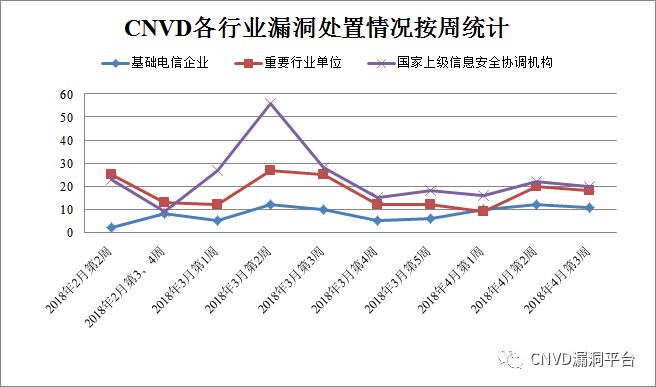 CNVD各行业漏洞处置情况按周统计
基础电信企业 重要行业单位 国家上级信息安全协调机构
60
50
40
30
20
10
0
2018年2月第2周
2018年2月第3、4周
2018年3月第1周
2018年3月第2周
2018年3月第3周
2018年3月第4周
2018年3月第5周
2018年4月第1周
2018年4月第2周
2018年4月第3周
CNVD漏洞平台